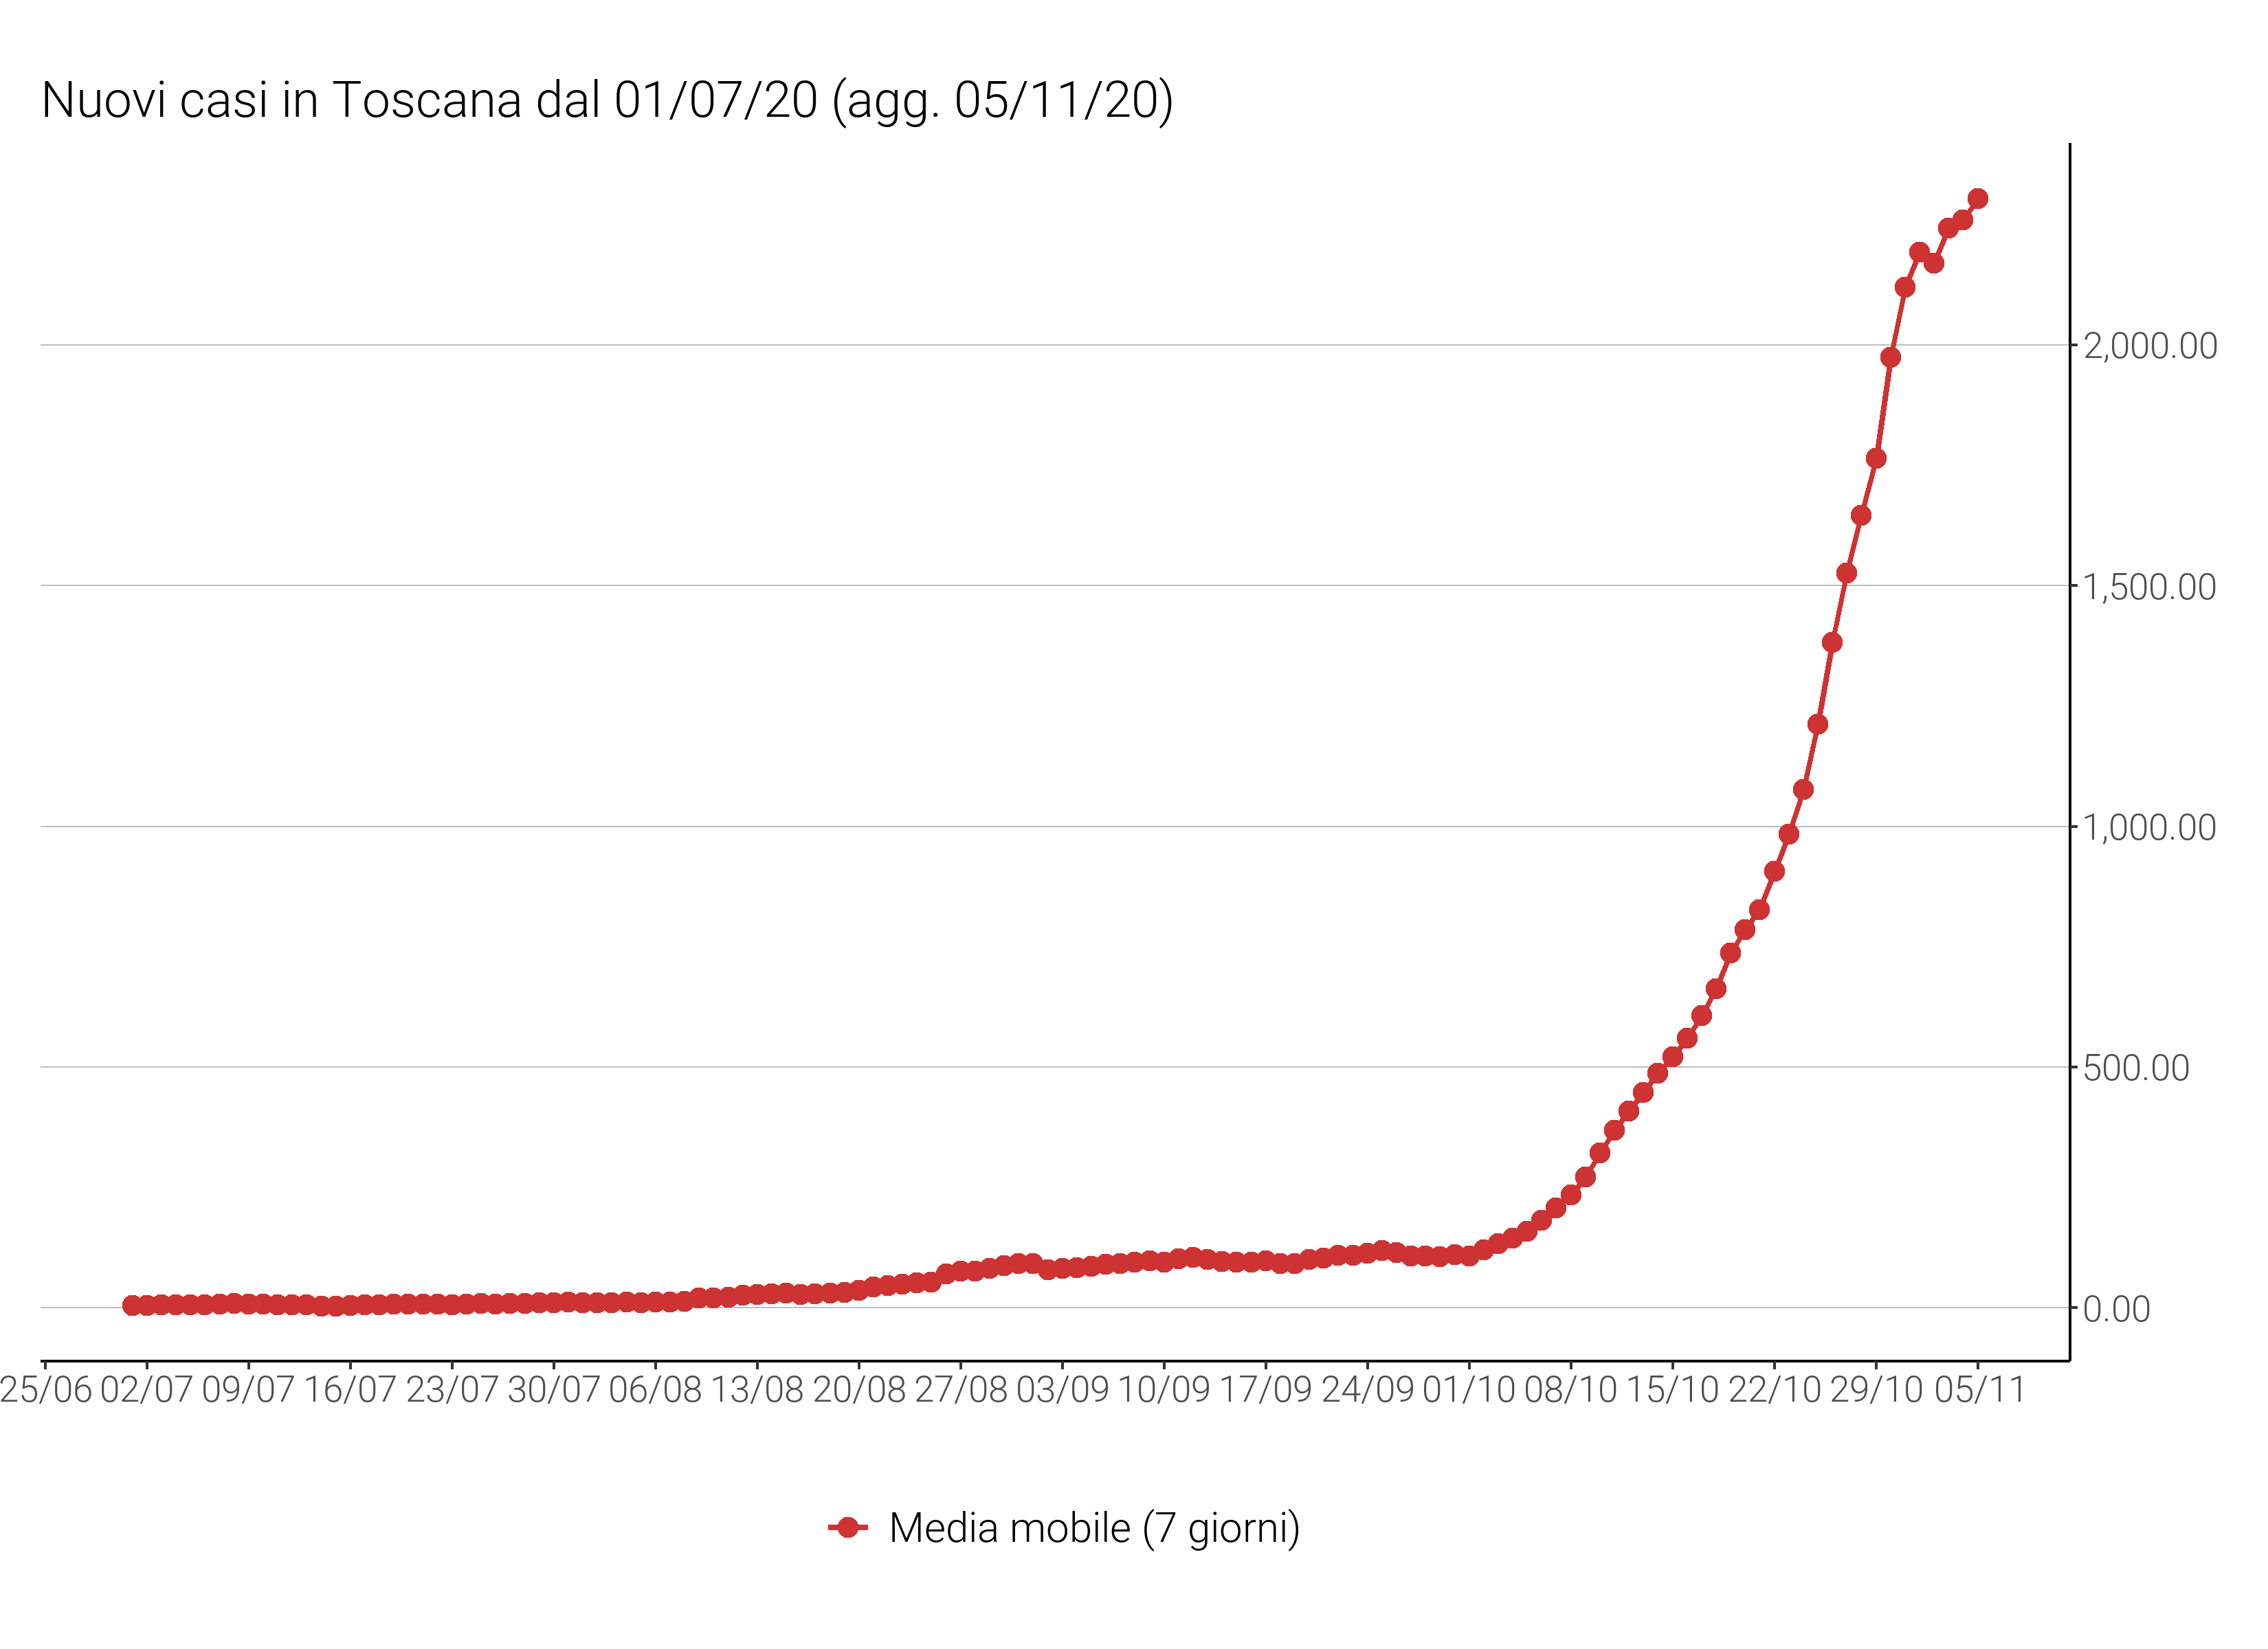 Nuovi casi in Toscana dal 01/07/20 (agg. 05/11/20)
2,000.00
1,500.00
1,000.00
500.00
0.00
25/06 02/07 09/07 16/07 23/07 30/07 06/08 13/08 20/08 27/08 03/09 10/09 17/09 24/09 01/10 08/10 15/10 22/10 29/10 05/11
Media mobile (7 giorni)